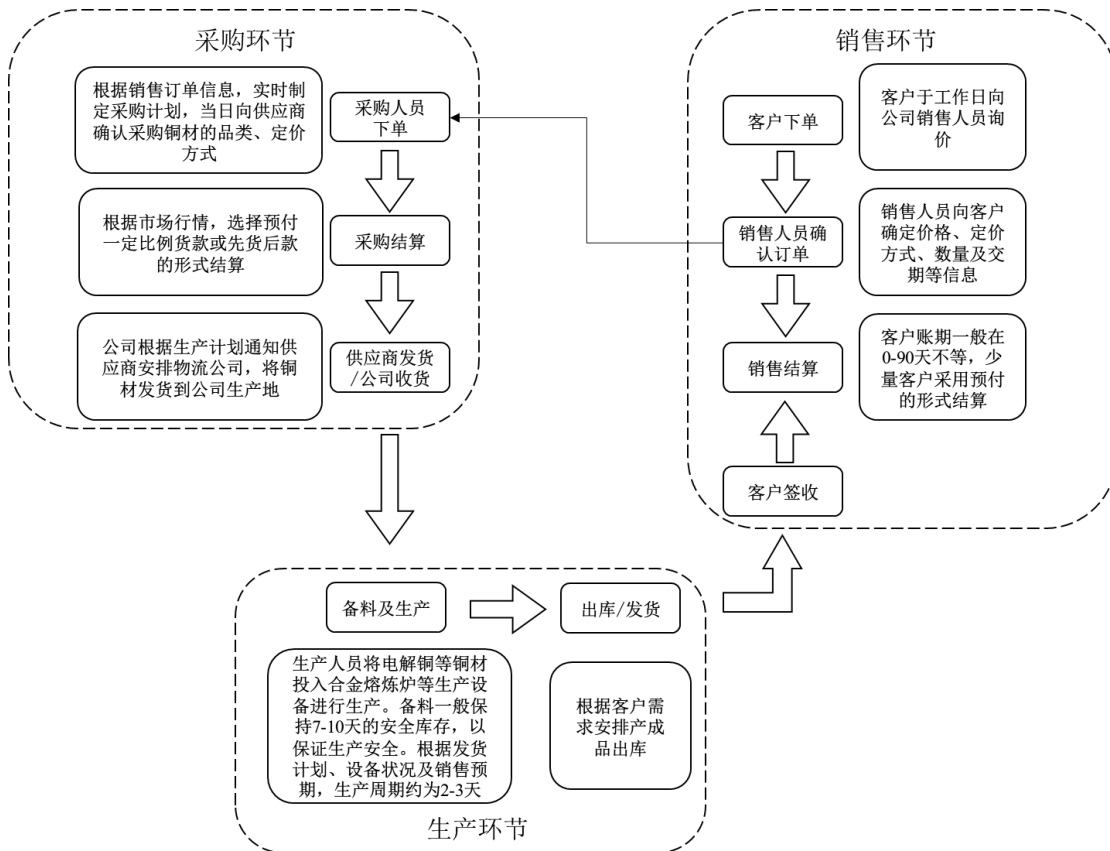 采购环节
根据销售订单信息，实时制
定采购计划，当日向供应商
确认采购铜材的品类、定价
方式
采购人员
下单
根据市场行情，选择预付
一定比例货款或先货后款
的形式结算
采购结算
公司根据生产计划通知供
应商安排物流公司，将铜
材发货到公司生产地
供应商发货
/公司收货
销售环节
客户下单
客户于工作日向
公司销售人员询
价
销售人员确
认订单
销售人员向客户
确定价格、定价
方式、数量及交
期等信息
销售结算
客户账期一般在
0-90天不等，少
量客户采用预付
的形式结算
客户签收
备料及生产
出库/发货
生产人员将电解铜等铜材
投入合金熔炼炉等生产设
备进行生产。备料一般保
持7-10天的安全库存，以
保证生产安全。根据发货
计划、设备状况及销售预
期，生产周期约为2-3天
根据客户需
求安排产成
品出库
生产环节